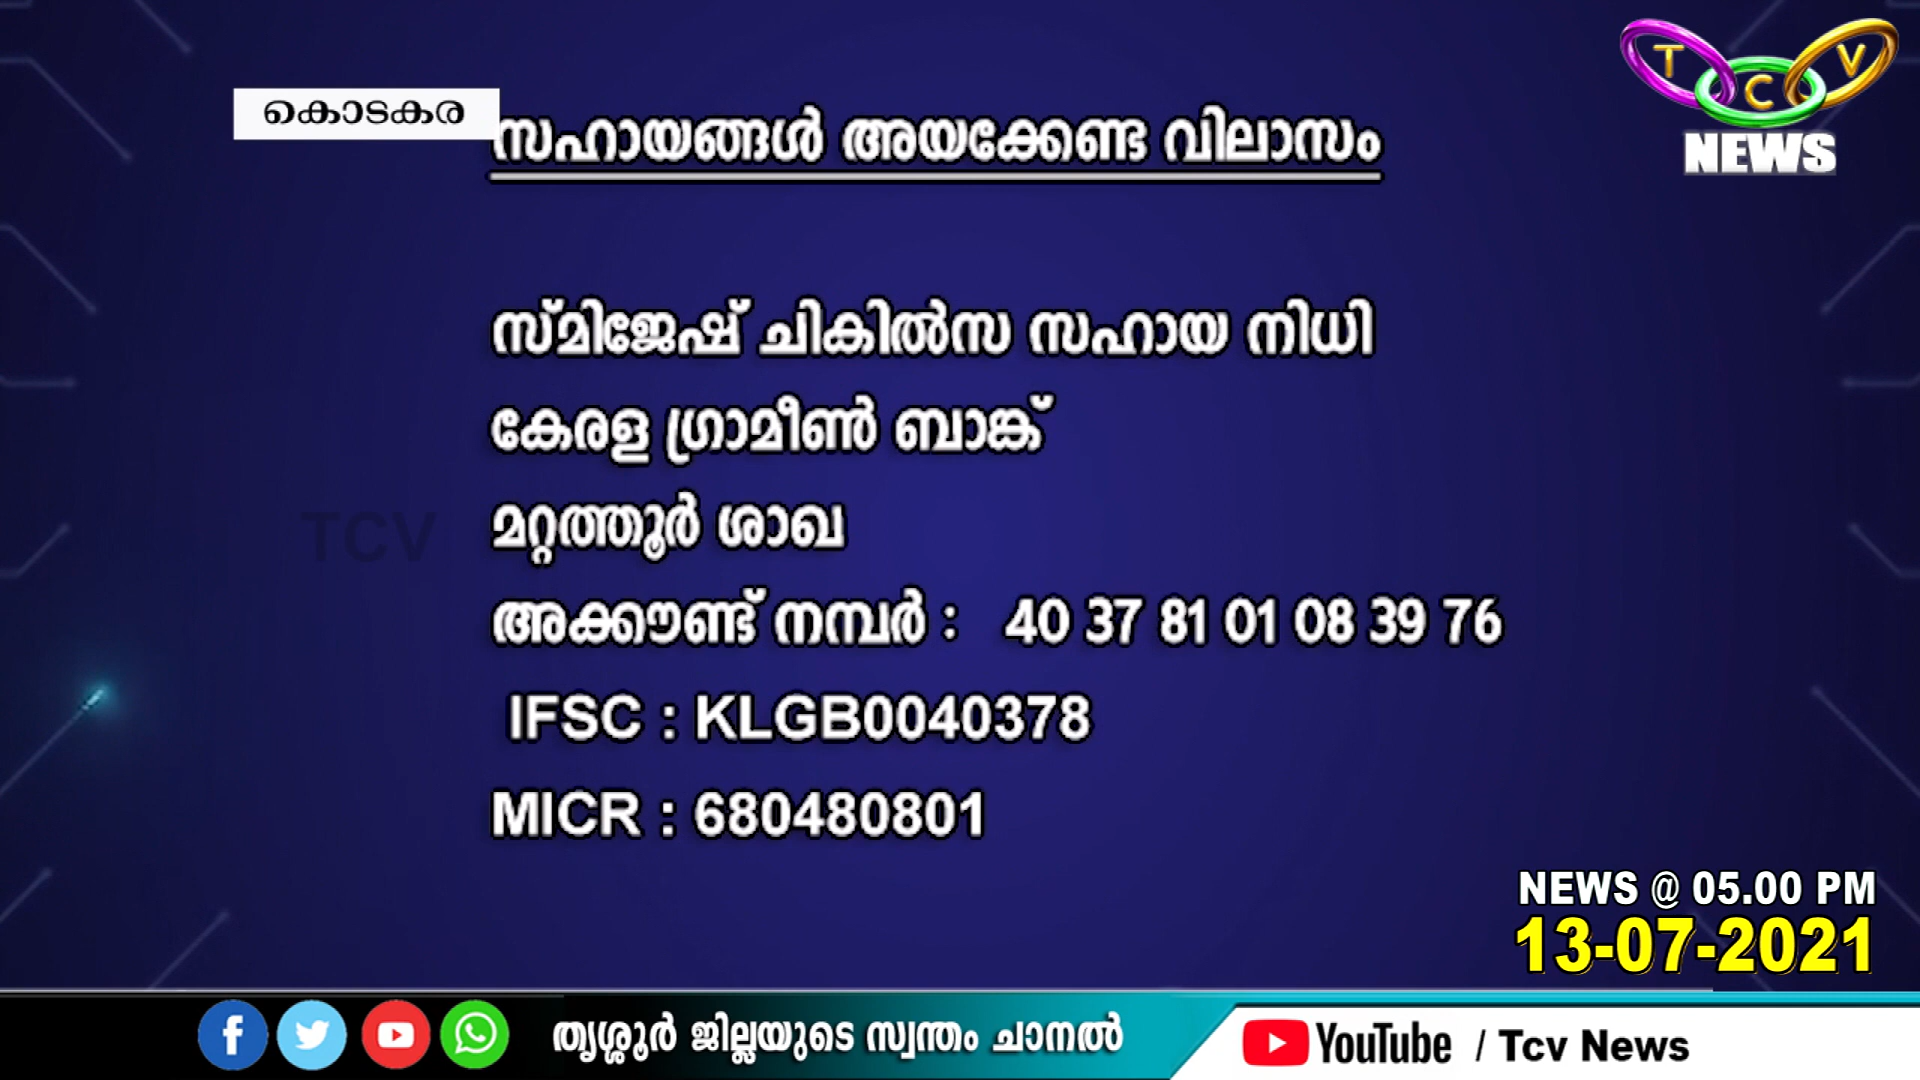 കൊടകര
സഹായങ്ങൾ അയക്കേണ്ട വിലാസം
T C V
NEWS
സ്മിജേഷ് ചികിൽസ സഹായ നിധി
കേരള ഗ്രാമീൺ ബാങ്ക്
മറ്റത്തൂർ ശാഖ
TCV
അക്കൗണ്ട് നമ്പർ : 40 37 81 01 08 39 76
IFSC : KLGB0040378
MICR : 680480801
NEWS @ 05.00 PM
13-07-2021
തൃശ്ശൂർ ജില്ലയുടെ സ്വന്തം ചാനൽ
YouTube / Tcv News